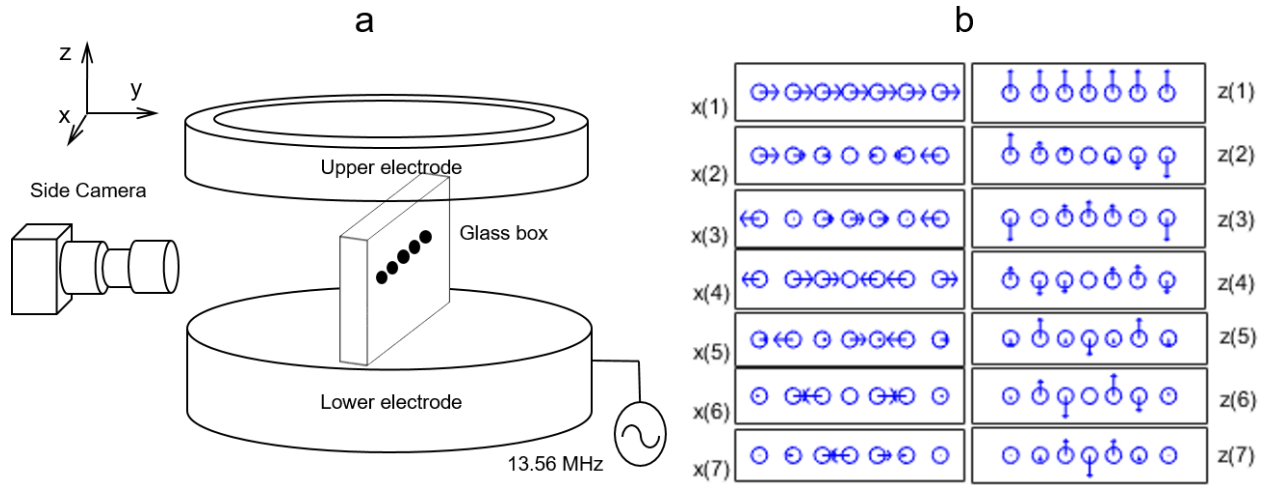 a
b
z
y
x
Side Camera
Upper electrode
Glass box
Lower electrode
13.56 MHz
x(1)
z(1)
x(2)
z(2)
x(3)
z(3)
x(4)
z(4)
x(5)
z(5)
x(6)
z(6)
x(7)
z(7)